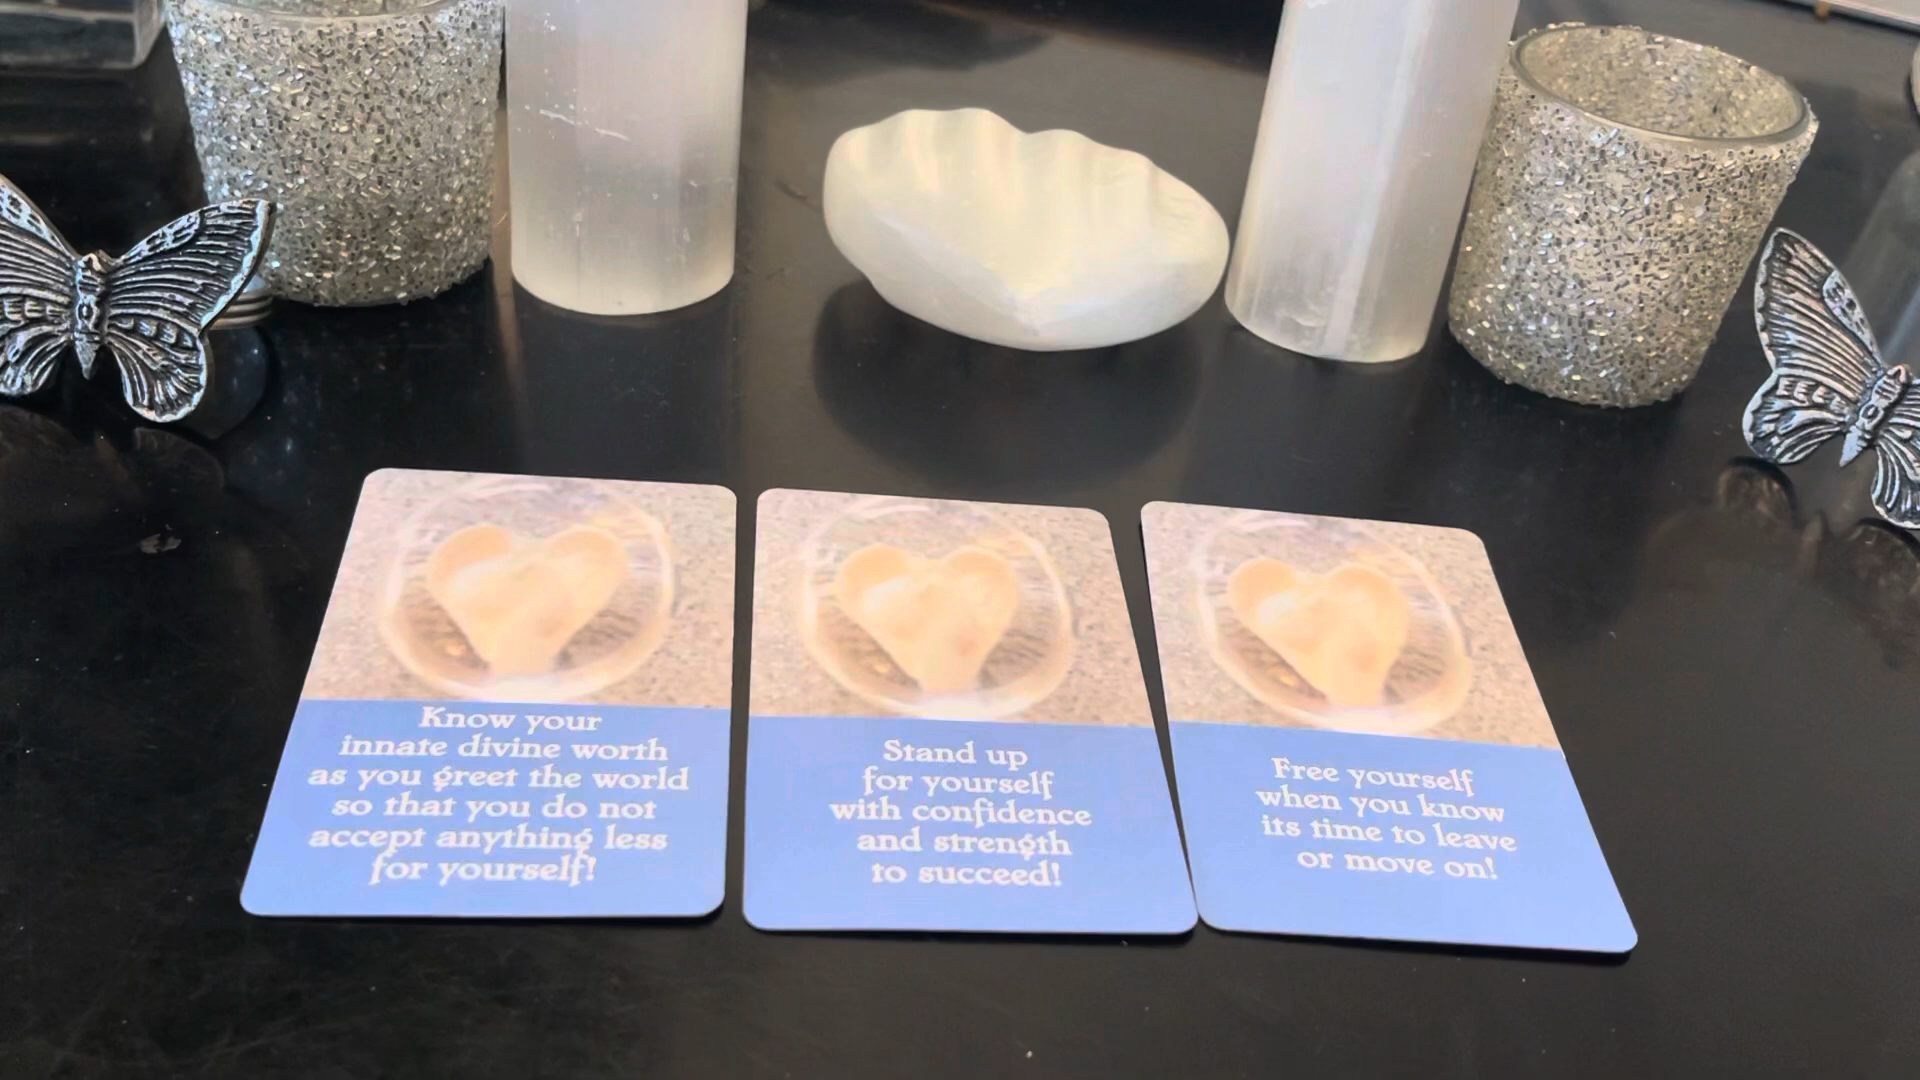 Know your
innate divine worth
as you greet the world
so that you do not
accept anything less
for yourself!
Stand up
for yourself
with confidence
and strength
to succeed!
Free yourself
when you know
its time to leave
or move on!